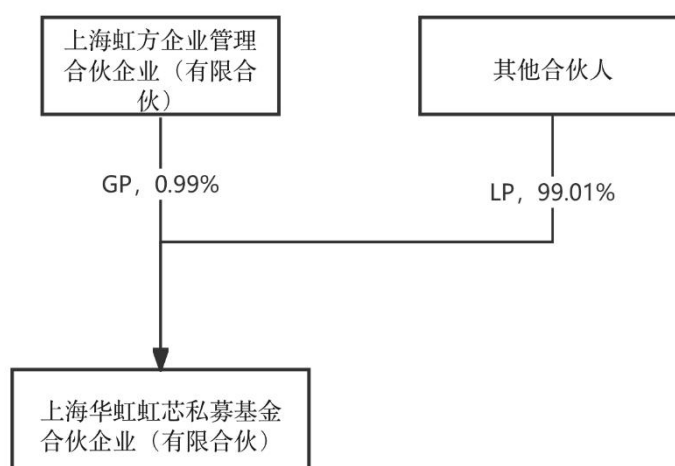 上海虹方企业管理
合伙企业（有限合
伙）
其他合伙人
GP，0.99%
LP，99.01%
上海华虹虹芯私募基金
合伙企业（有限合伙）